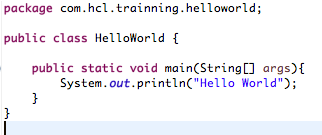 package com.hcl.trainning.helloworld;
public class HelloWorld {
public static void main(String[] args){
System.out.println("Hello World");
}
}